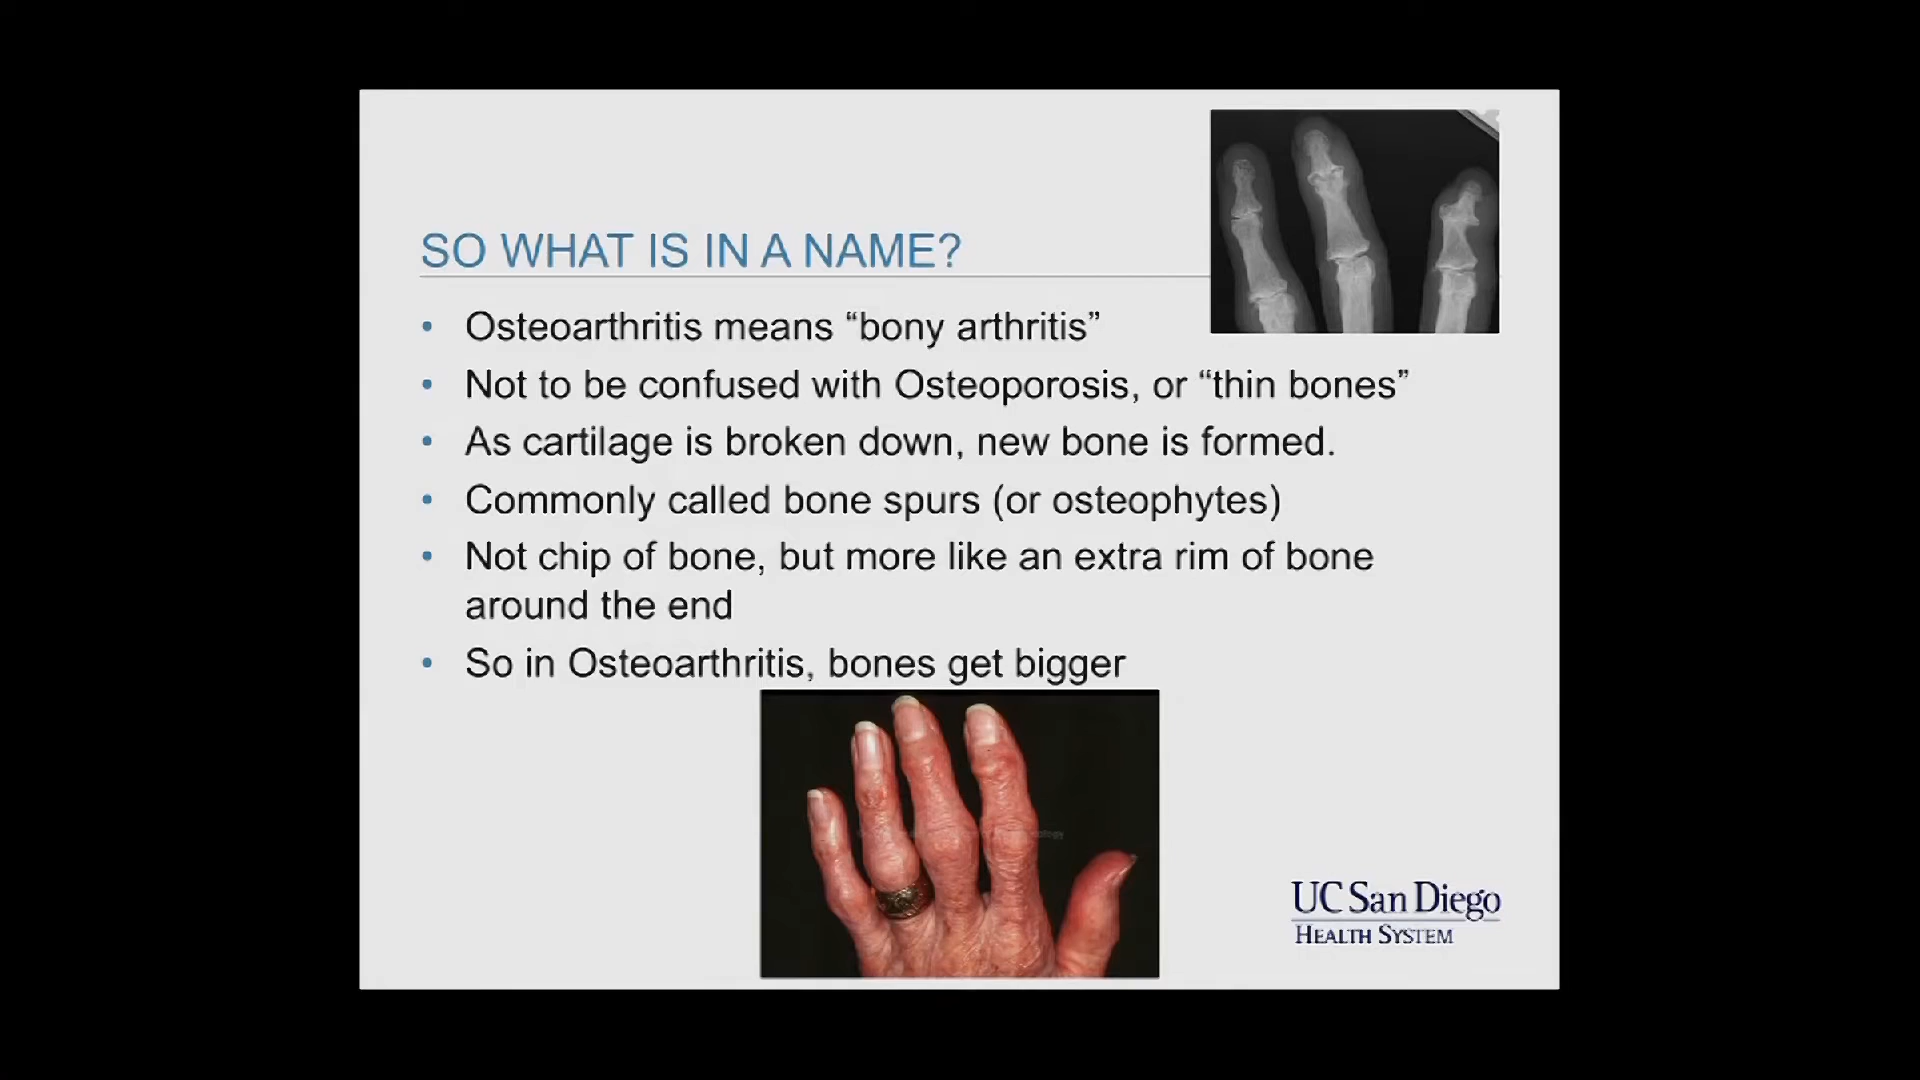 SO WHAT IS IN A NAME?
• Osteoarthritis means “bony arthritis”
• Not to be confused with Osteoporosis, or “thin bones”
• As cartilage is broken down, new bone is formed.
• Commonly called bone spurs (or osteophytes)
• Not chip of bone, but more like an extra rim of bone
around the end
• So in Osteoarthritis, bones get bigger
UC San Diego
HEALTH SYSTEM